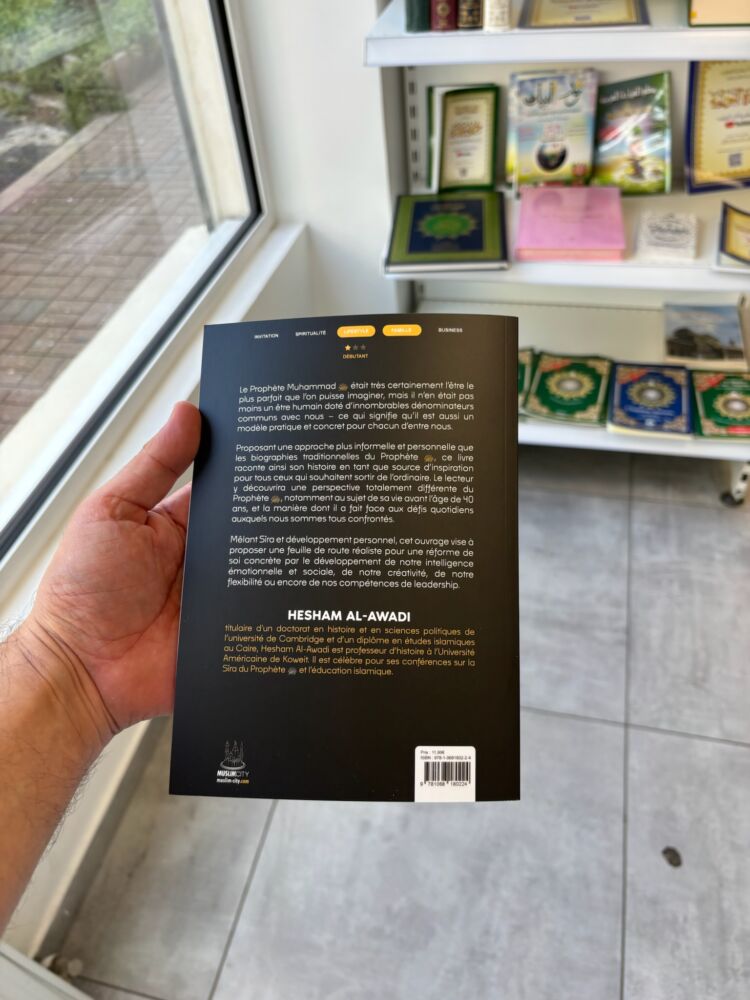 INVITATION SPIRITUALITÉ LIFESTYLE FAMILLE BUSINESS
DÉBUTANT
Le Prophète Muhammad ﷺ était très certainement l'être le
plus parfait que l'on puisse imaginer, mais il n'en était pas
moins un être humain doté d'innombrables dénominateurs
communs avec nous – ce qui signifie qu'il est aussi un
modèle pratique et concret pour chacun d'entre nous.
Proposant une approche plus informelle et personnelle que
les biographies traditionnelles du Prophète ﷺ, ce livre
raconte ainsi son histoire en tant que source d'inspiration
pour tous ceux qui souhaitent sortir de l'ordinaire. Le lecteur
y découvrira une perspective totalement différente du
Prophète ﷺ, notamment au sujet de sa vie avant l'âge de 40
ans, et la manière dont il a fait face aux défis quotidiens
auxquels nous sommes tous confrontés.
Mêlant Sîra et développement personnel, cet ouvrage vise à
proposer une feuille de route réaliste pour une réforme de
soi concrète par le développement de notre intelligence
émotionnelle et sociale, de notre créativité, de notre
flexibilité ou encore de nos compétences de leadership.
HESHAM AL-AWADI
titulaire d'un doctorat en histoire et en sciences politiques de
l'université de Cambridge et d'un diplôme en études islamiques
au Caire, Hesham Al-Awadi est professeur d'histoire à l'Université
Américaine de Koweit. Il est célèbre pour ses conférences sur la
Sîra du Prophète ﷺ et l'éducation islamique.
MUSLIMCITY
muslim-city.com
9 781068 180224